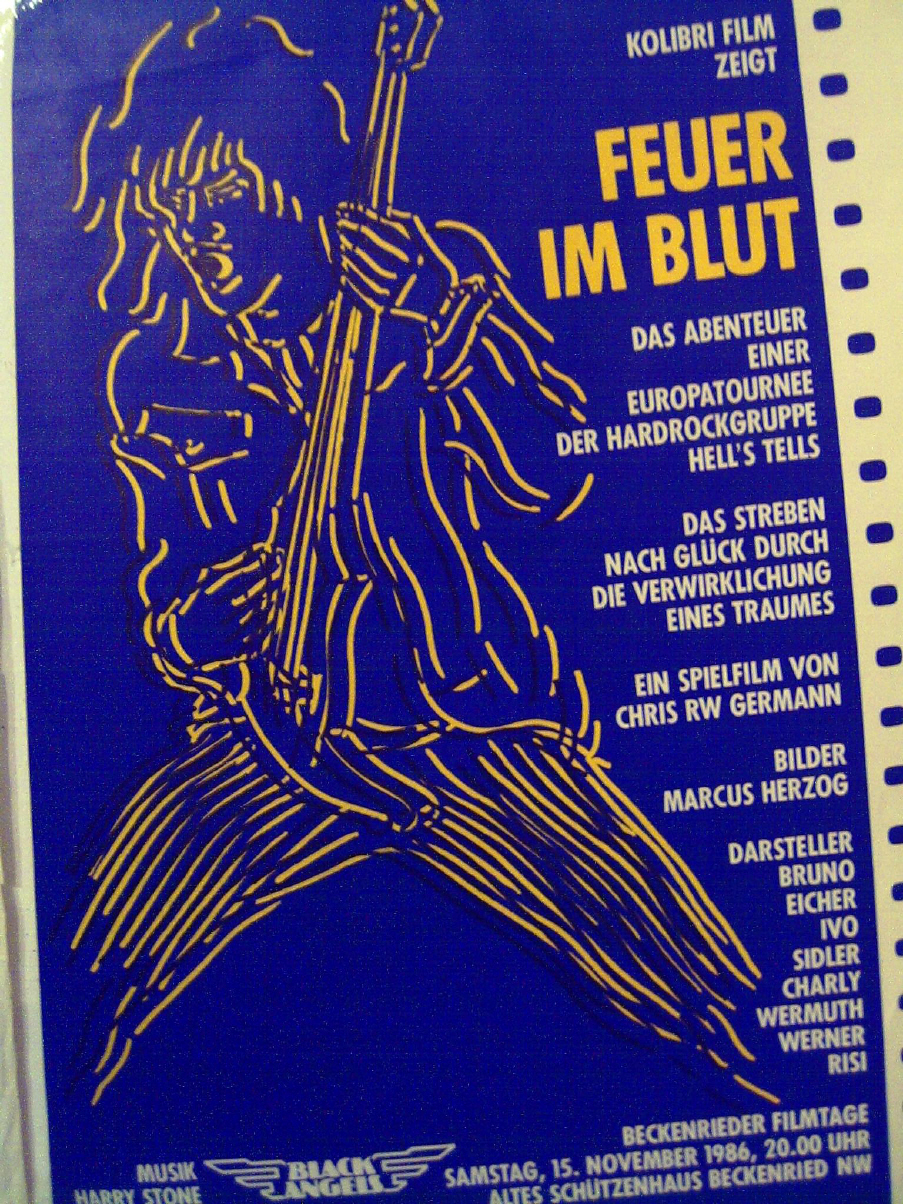 KOLIBRI FILM
ZEIGT
FEUER
IM BLUT
DAS ABENTEUER
EINER
EUROPATOURNEE
DER HARDROCKGRUPPE
HELL'S TELLS
DAS STREBEN
NACH GLÜCK DURCH
DIE VERWIRKLICHUNG
EINES TRAUMES
EIN SPIELFILM VON
CHRIS RW GERMANN
BILDER
MARCUS HERZOG
DARSTELLER
BRUNO
EICHER
IVO
SIDLER
CHARLY
WERMUTH
WERNER
RISI
MUSIK
HARRY STONE
BLACK
ANGELS
BECKENRIEDER FILMTAGE
SAMSTAG, 15. NOVEMBER 1986, 20.00 UHR
ALTES SCHÜTZENHAUS BECKENRIED NW